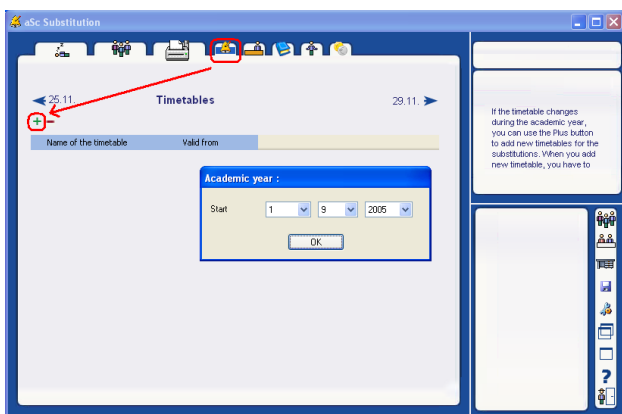 aSc Substitution
25.11.
Timetables
29.11.
Name of the timetable
Valid from
Academic year :
Start
1
9
2005
OK
If the timetable changes
during the academic year,
you can use the Plus button
to add new timetables for the
substitutions. When you add
new timetable, you have to